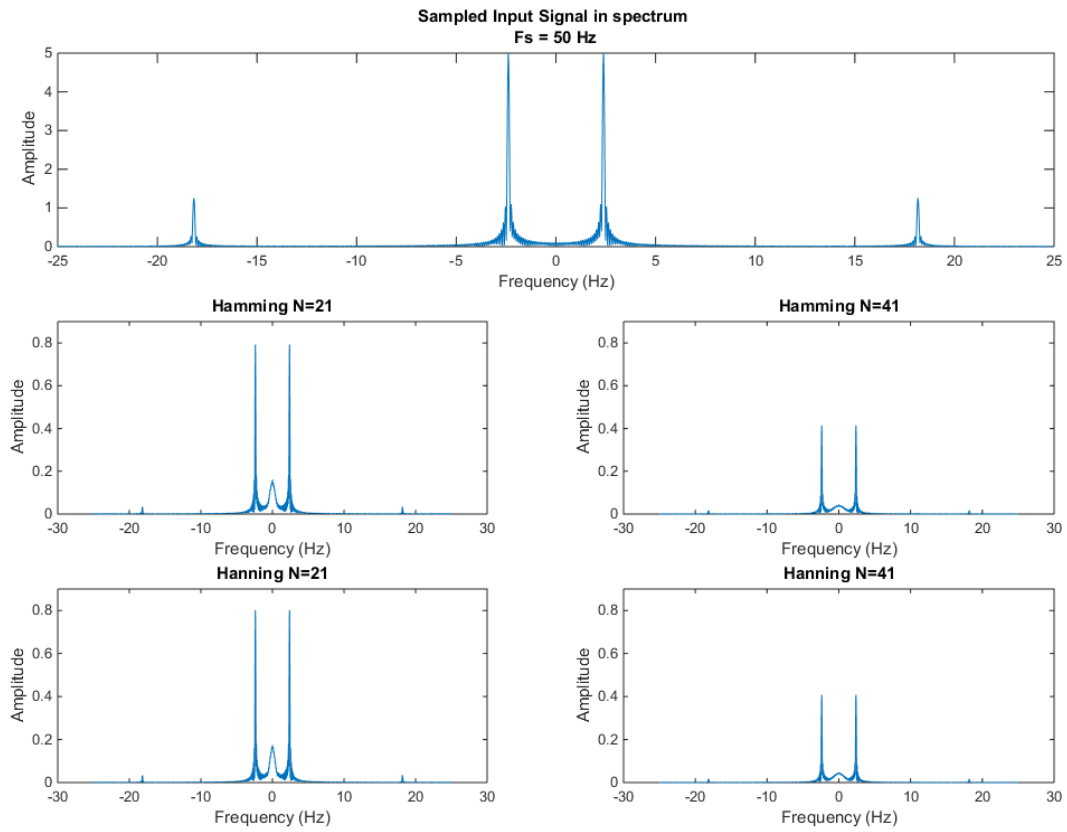 Sampled Input Signal in spectrum
Fs = 50 Hz
5
4
3
2
1
0
Amplitude
-25 -20 -15 -10 -5 0 5 10 15 20 25
Frequency (Hz)
Hamming N=21
0.8
0.6
0.4
0.2
0
Amplitude
-30 -20 -10 0 10 20 30
Frequency (Hz)
Hamming N=41
0.8
0.6
0.4
0.2
0
Amplitude
-30 -20 -10 0 10 20 30
Frequency (Hz)
Hanning N=21
0.8
0.6
0.4
0.2
0
Amplitude
-30 -20 -10 0 10 20 30
Frequency (Hz)
Hanning N=41
0.8
0.6
0.4
0.2
0
Amplitude
-30 -20 -10 0 10 20 30
Frequency (Hz)